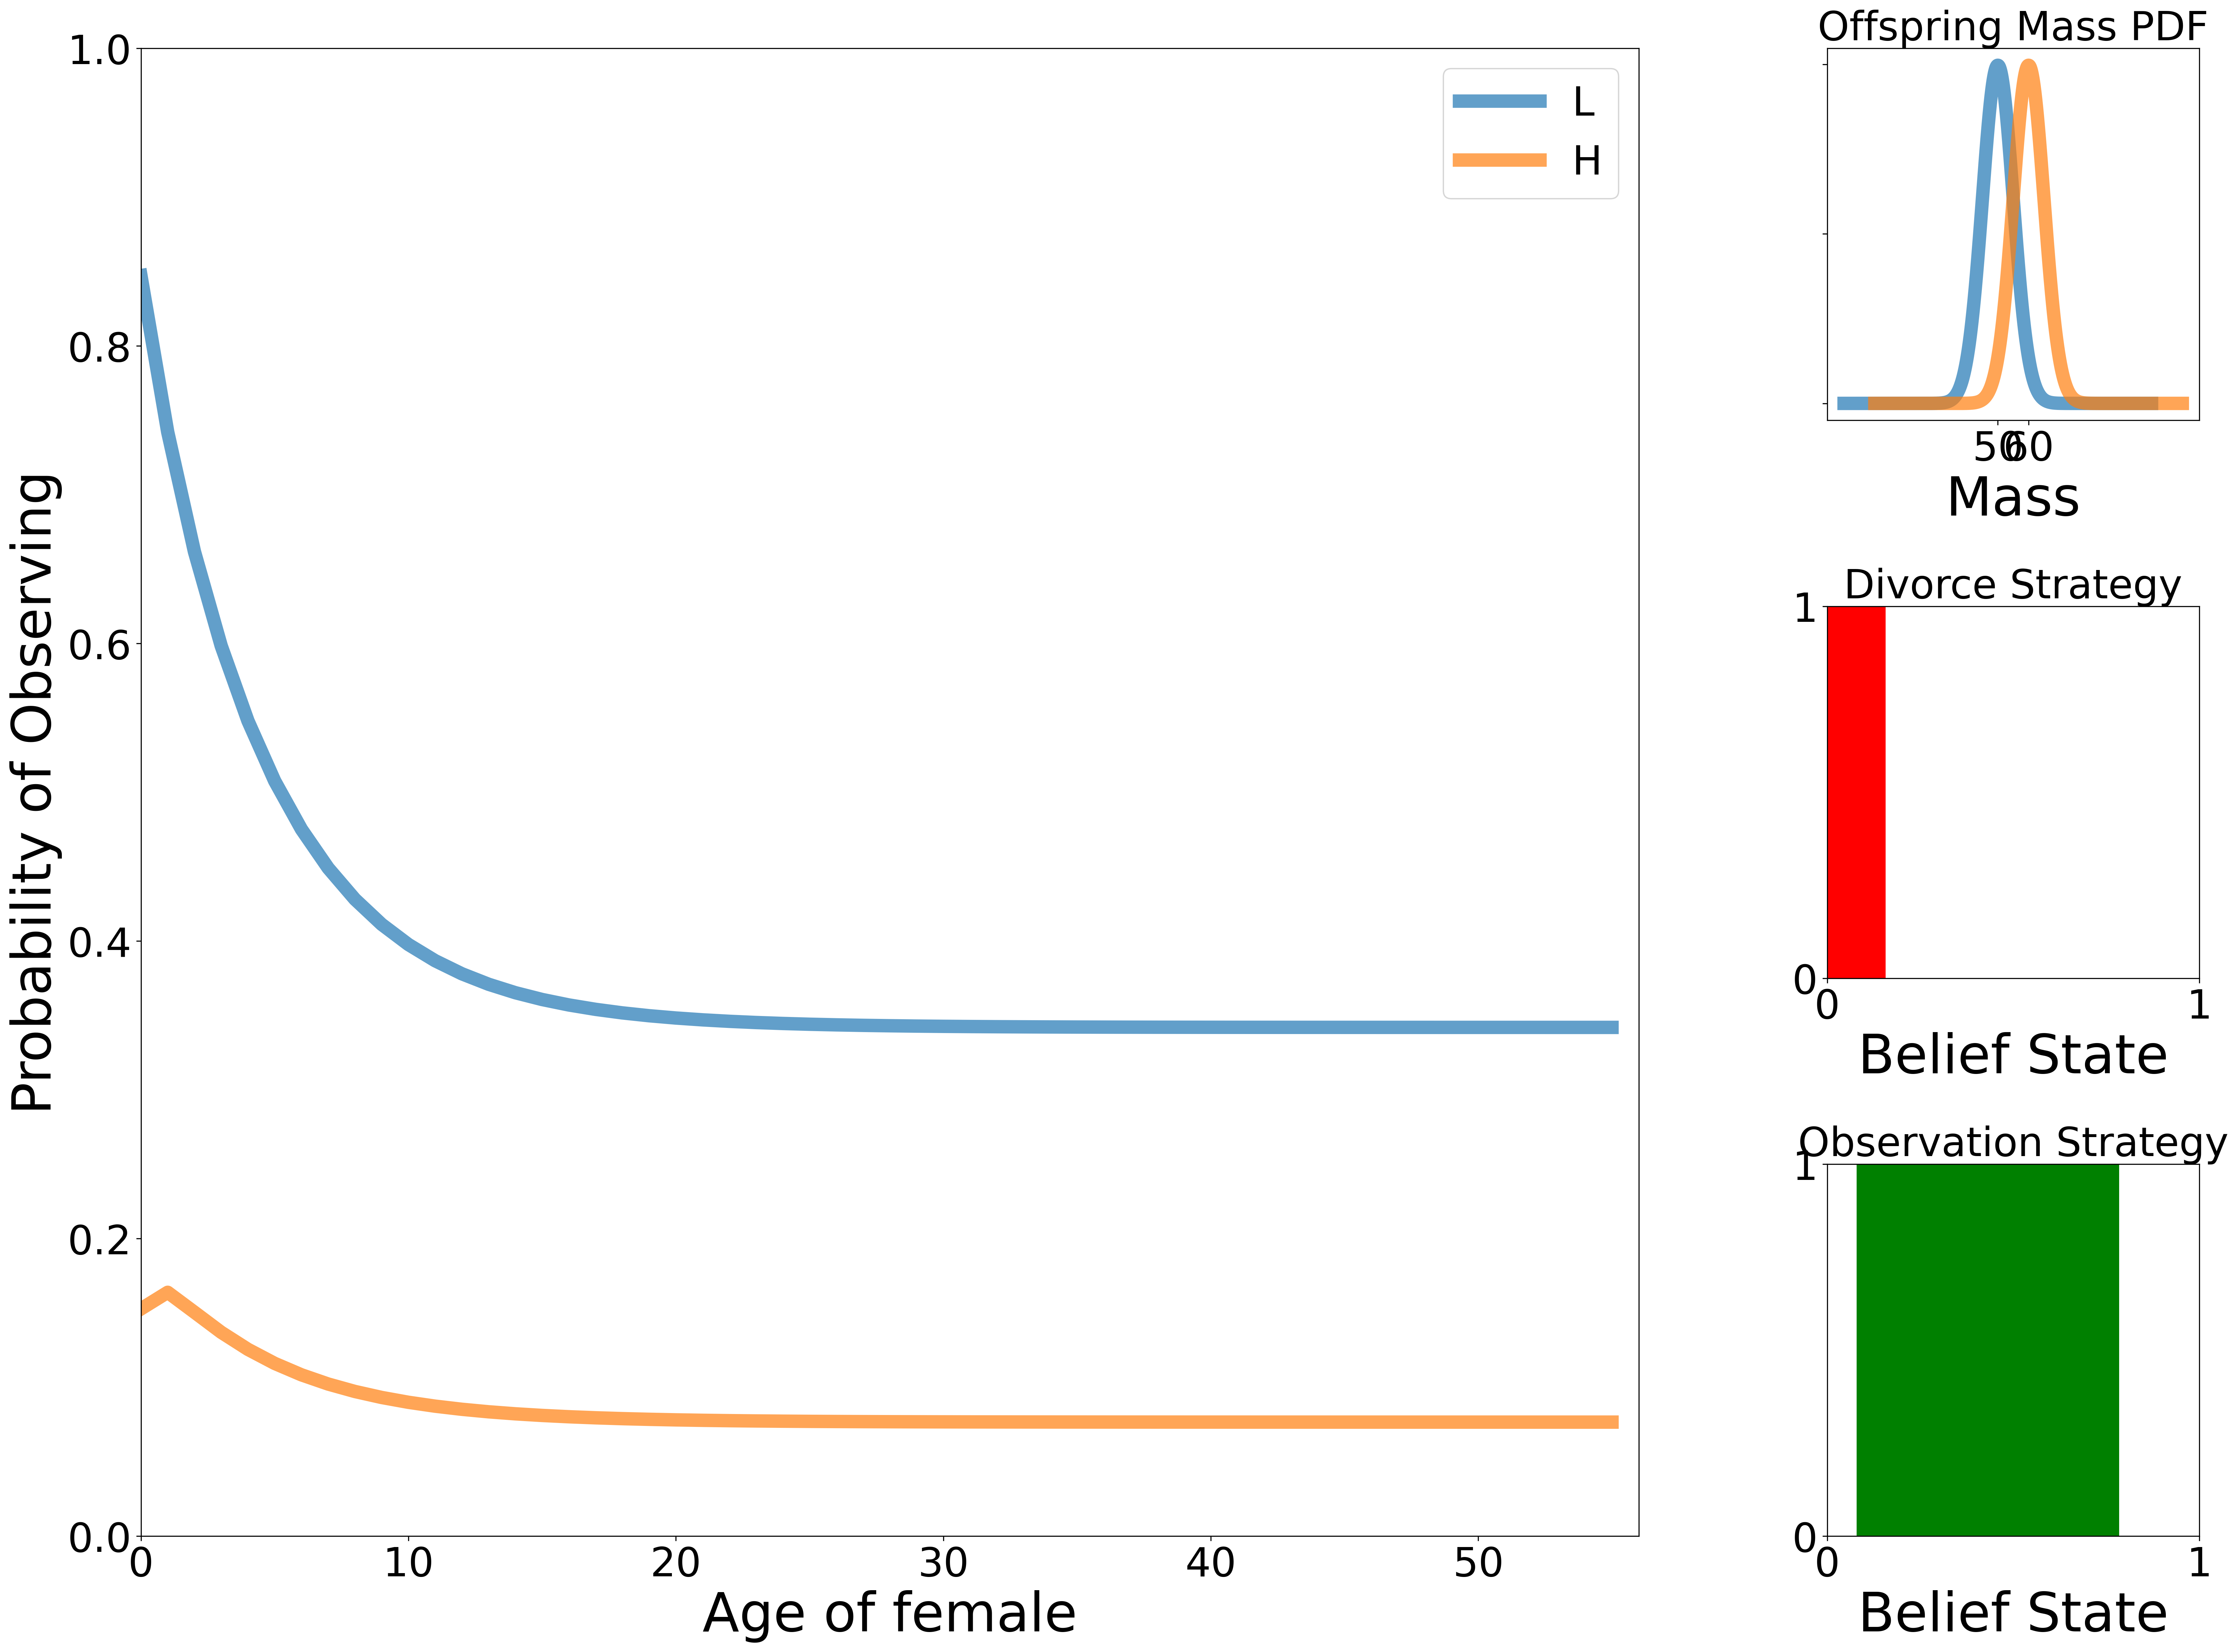 Probability of Observing
1.0
0.8
0.6
0.4
0.2
0.0
0 10 20 30 40 50
Age of female
L
H
Offspring Mass PDF
50 60
Mass
Divorce Strategy
1
0
0 1
Belief State
Observation Strategy
1
0
0 1
Belief State